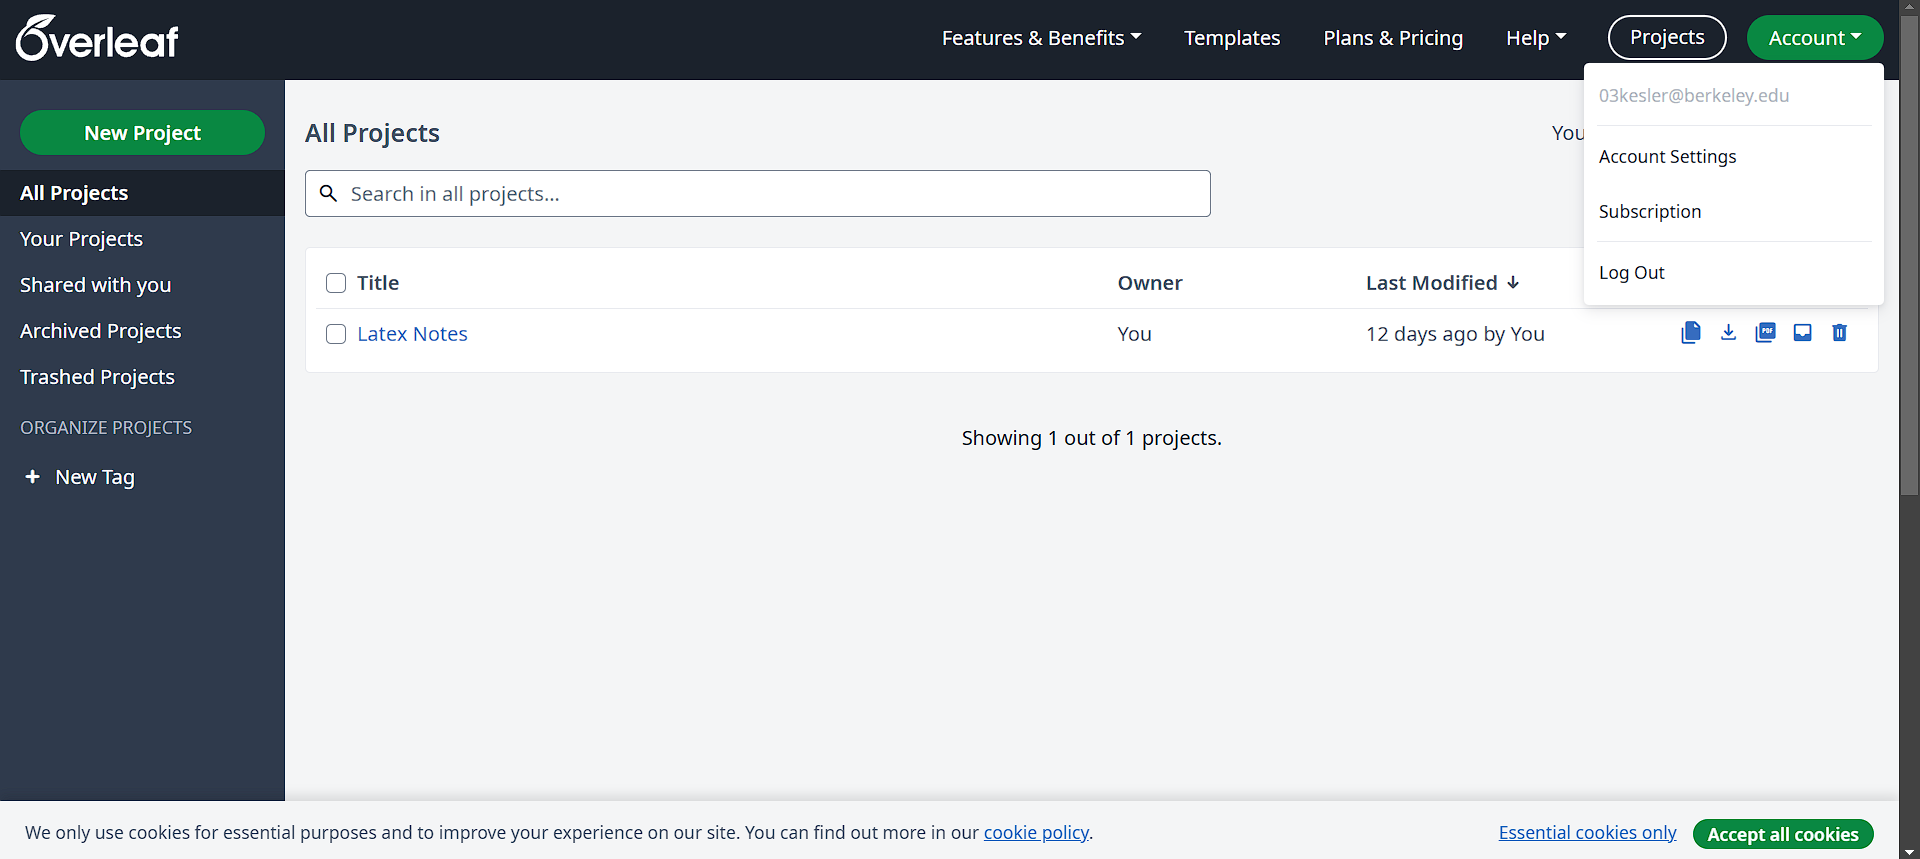 Overleaf
Features & Benefits
Templates
Plans & Pricing
Help
Projects
Account
03kesler@berkeley.edu
Account Settings
Subscription
Log Out
New Project
All Projects
Your Projects
Shared with you
Archived Projects
Trashed Projects
ORGANIZE PROJECTS
+ New Tag
All Projects
You
Search in all projects...
Title
Owner
Last Modified ↓
Latex Notes
You
12 days ago by You
PDF
Showing 1 out of 1 projects.
We only use cookies for essential purposes and to improve your experience on our site. You can find out more in our cookie policy.
Essential cookies only
Accept all cookies